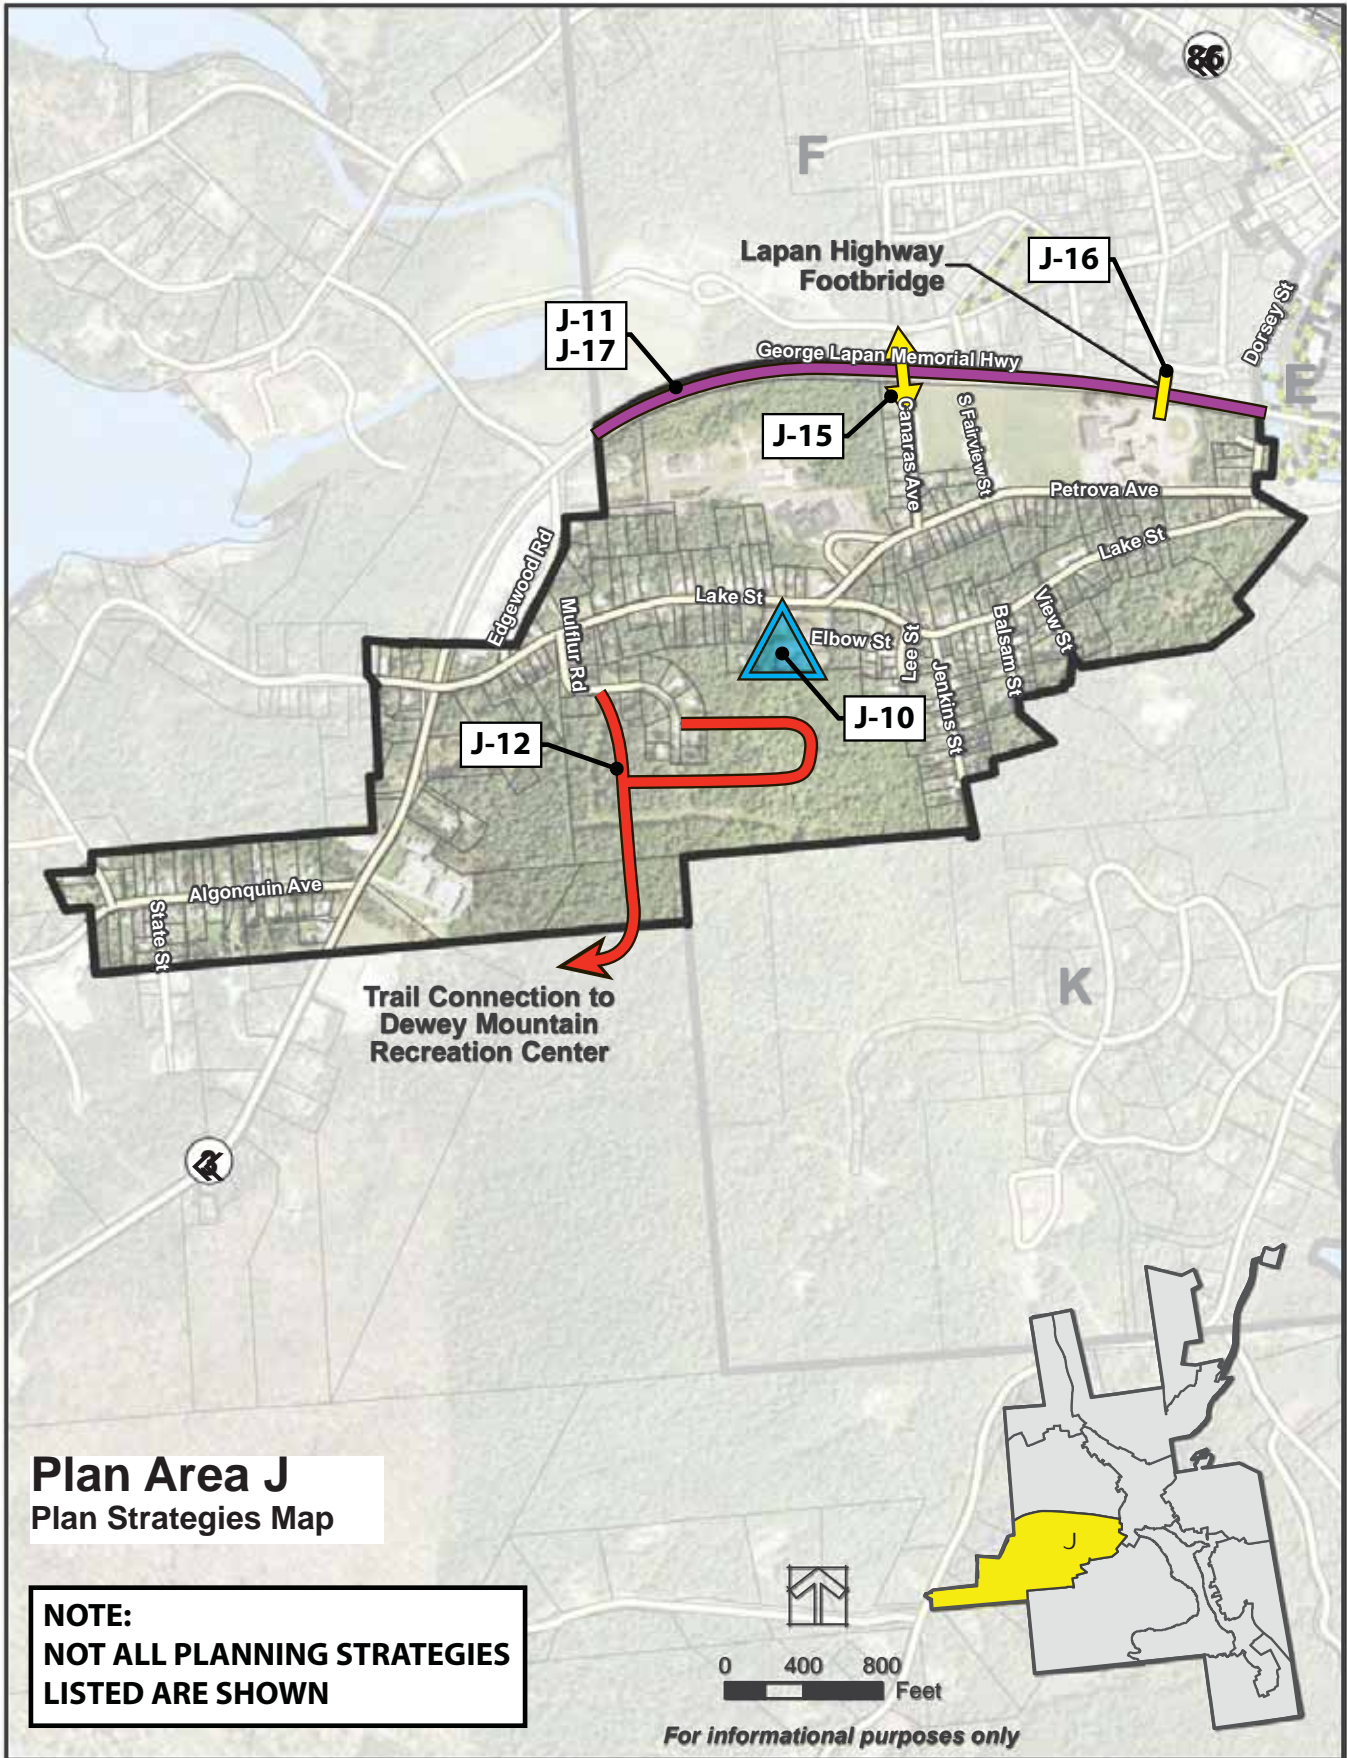 86
F
Lapan Highway
Footbridge
J-16
Dorsey St
J-11
J-17
George Lapan Memorial Hwy
E
J-15
Canaras Ave
S Fairview St
Petrova Ave
Lake St
Edgewood Rd
Mulflur Rd
Lake St
Elbow St
Lee St
Jenkins St
Balsam St
View St
J-10
J-12
Algonquin Ave
State St
Trail Connection to
Dewey Mountain
Recreation Center
K
3
J
Plan Area J
Plan Strategies Map
NOTE:
NOT ALL PLANNING STRATEGIES
LISTED ARE SHOWN
0 400 800
Feet
For informational purposes only